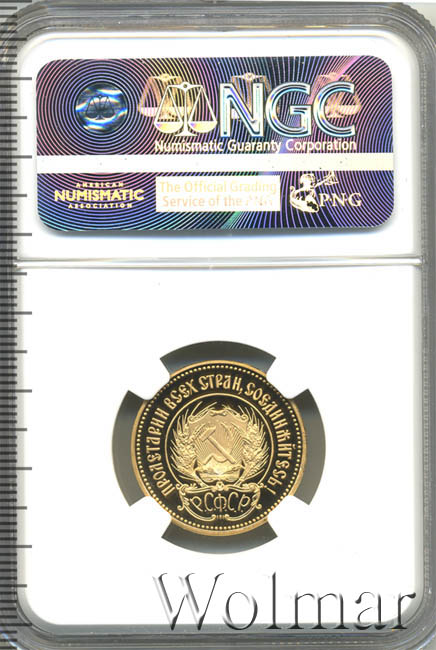 NGC
Numismatic Guaranty Corporation
AMERICAN
NUMISMATIC
ASSOCIATION
The Official Grading
Service of the ANA
PNG
ПРОЛЕТАРИИ ВСЕХ СТРАН, СОЕДИНЯЙТЕСЬ!
Р.С.Ф.С.Р.
Wolmar